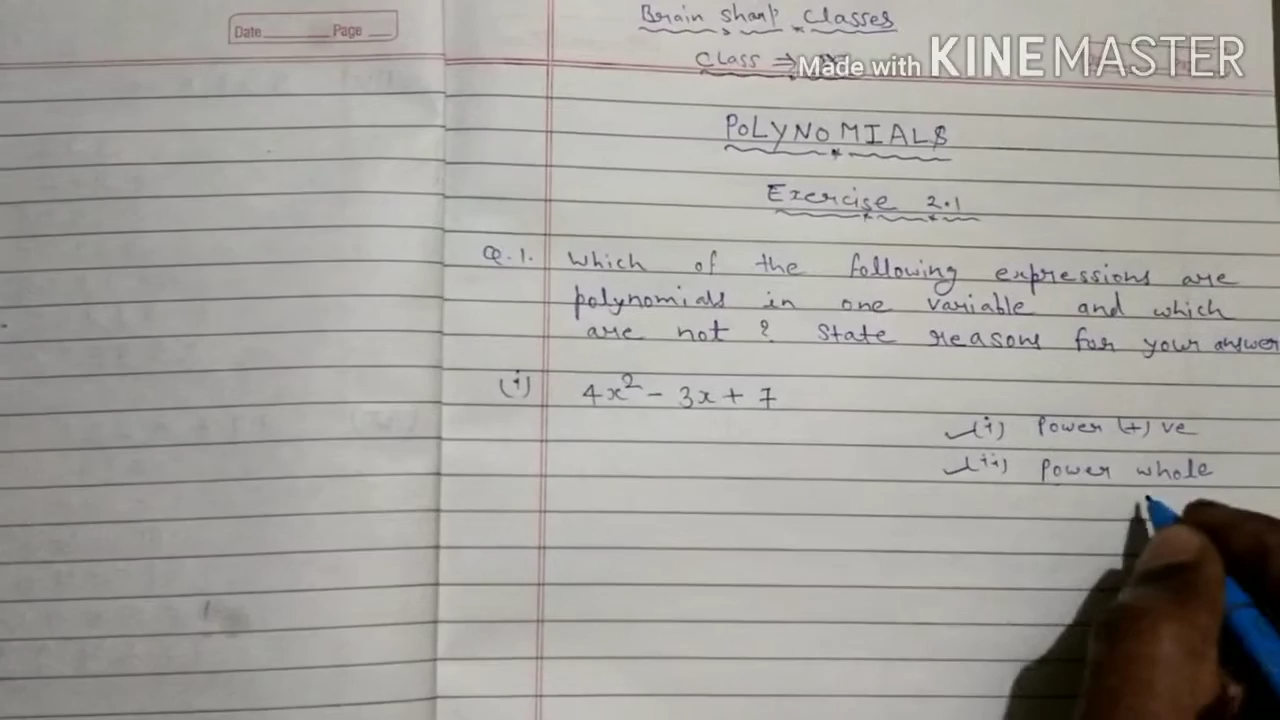 Date Page
Brain sharp Classes
Class ⇒
Made with KINEMASTER
POLYNOMIALS
Exercise 2.1
Q.1. Which of the following expressions are
polynomials in one variable and which
are not ? State reasons for your answer
(i) 4x² - 3x + 7
(i) Power (+) ve
(ii) Power whole